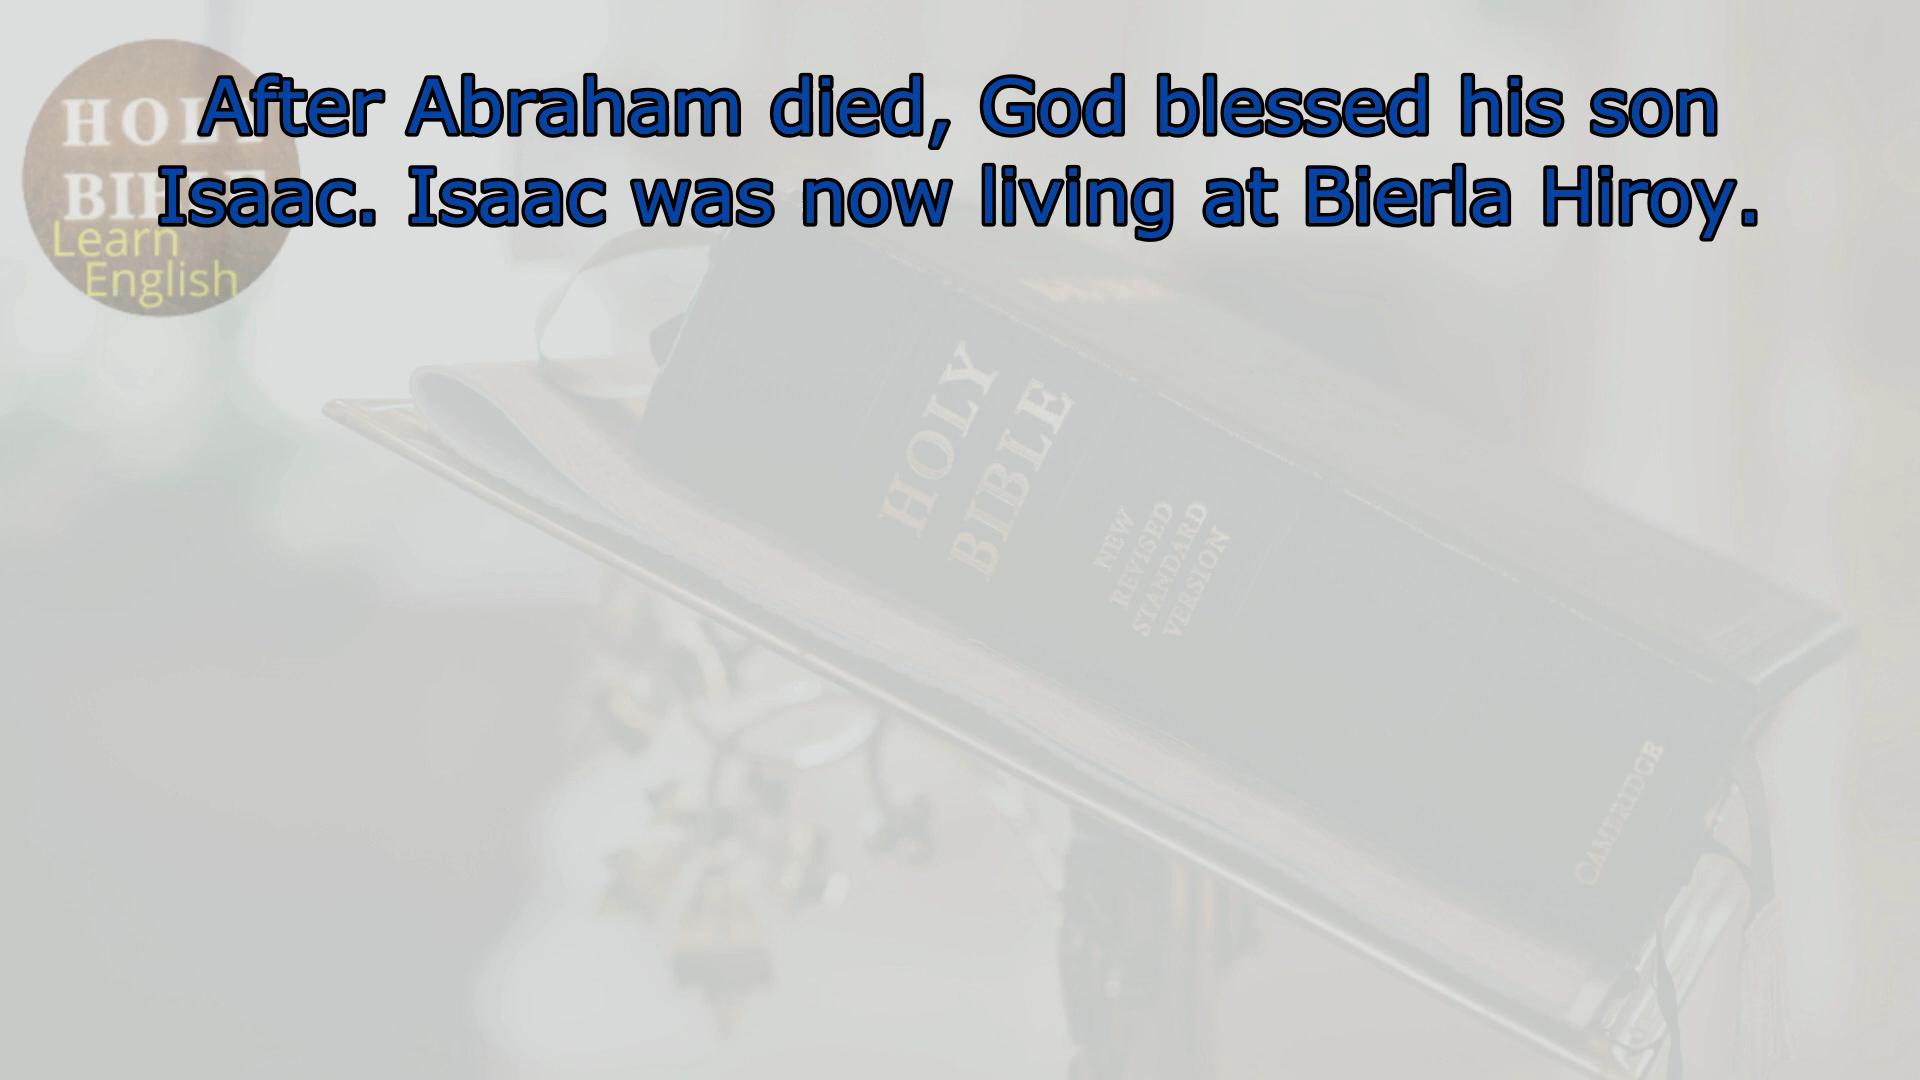 After Abraham died, God blessed his son
Isaac. Isaac was now living at Bierla Hiroy.
HOLY
BIBLE
Learn
English
HOLY
BIBLE
NEW
REVISED
STANDARD
VERSION
CAMBRIDGE